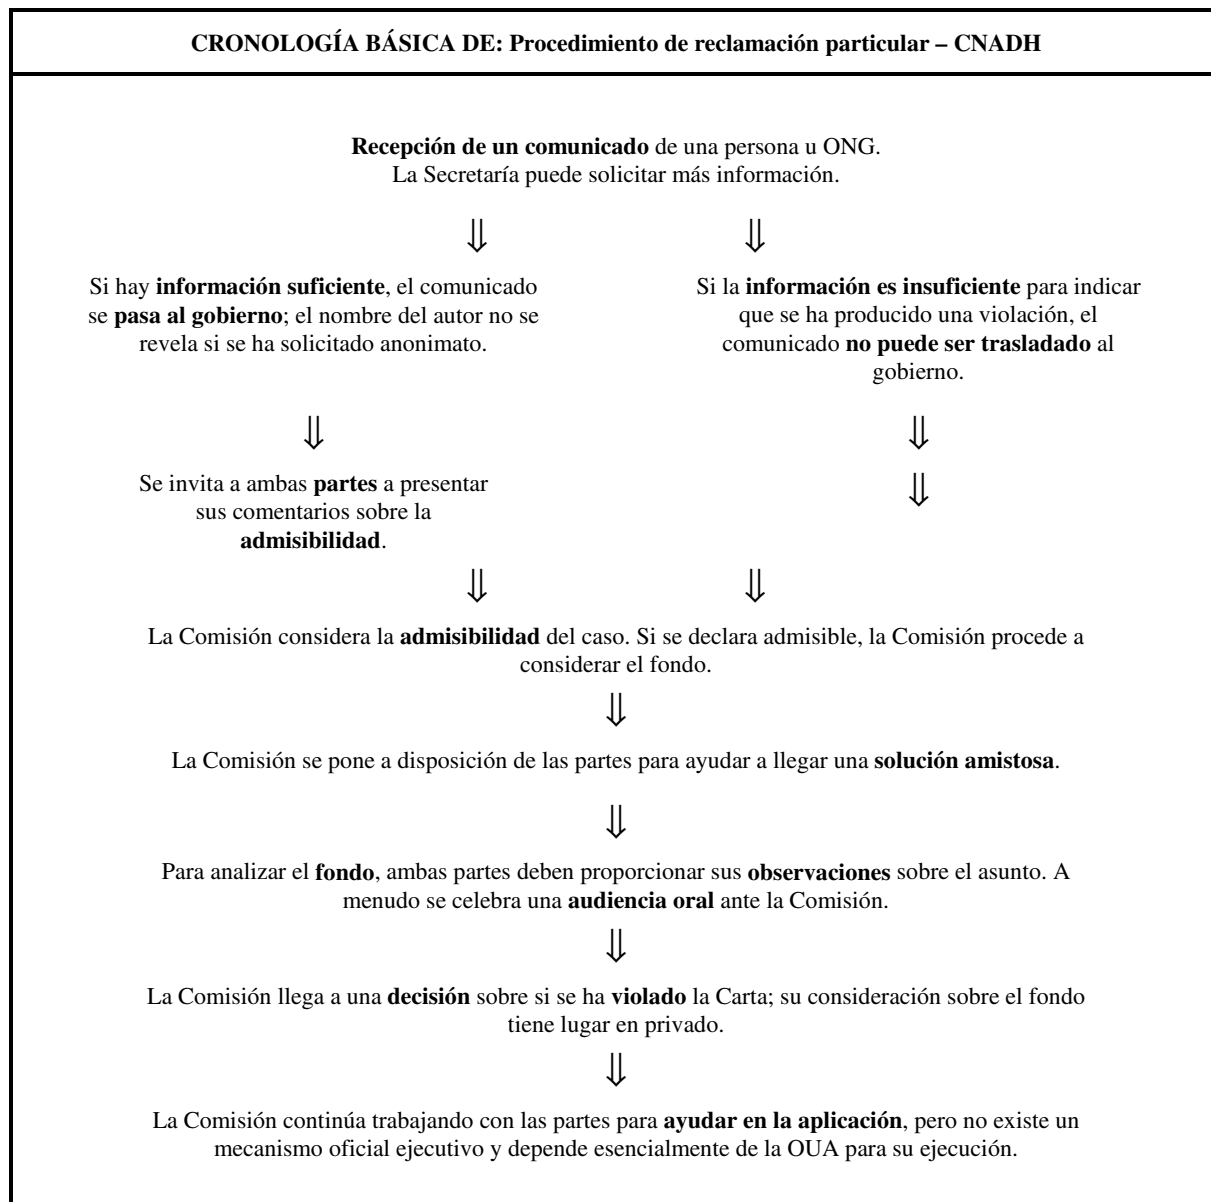 CRONOLOGÍA BÁSICA DE: Procedimiento de reclamación particular – CNADH
Recepción de un comunicado de una persona u ONG.
La Secretaría puede solicitar más información.
⇓ ⇓
Si hay información suficiente, el comunicado
se pasa al gobierno; el nombre del autor no se
revela si se ha solicitado anonimato.
Si la información es insuficiente para indicar
que se ha producido una violación, el
comunicado no puede ser trasladado al
gobierno.
⇓ ⇓
Se invita a ambas partes a presentar
sus comentarios sobre la
admisibilidad.
⇓
⇓ ⇓
La Comisión considera la admisibilidad del caso. Si se declara admisible, la Comisión procede a
considerar el fondo.
⇓
La Comisión se pone a disposición de las partes para ayudar a llegar una solución amistosa.
⇓
Para analizar el fondo, ambas partes deben proporcionar sus observaciones sobre el asunto. A
menudo se celebra una audiencia oral ante la Comisión.
⇓
La Comisión llega a una decisión sobre si se ha violado la Carta; su consideración sobre el fondo
tiene lugar en privado.
⇓
La Comisión continúa trabajando con las partes para ayudar en la aplicación, pero no existe un
mecanismo oficial ejecutivo y depende esencialmente de la OUA para su ejecución.